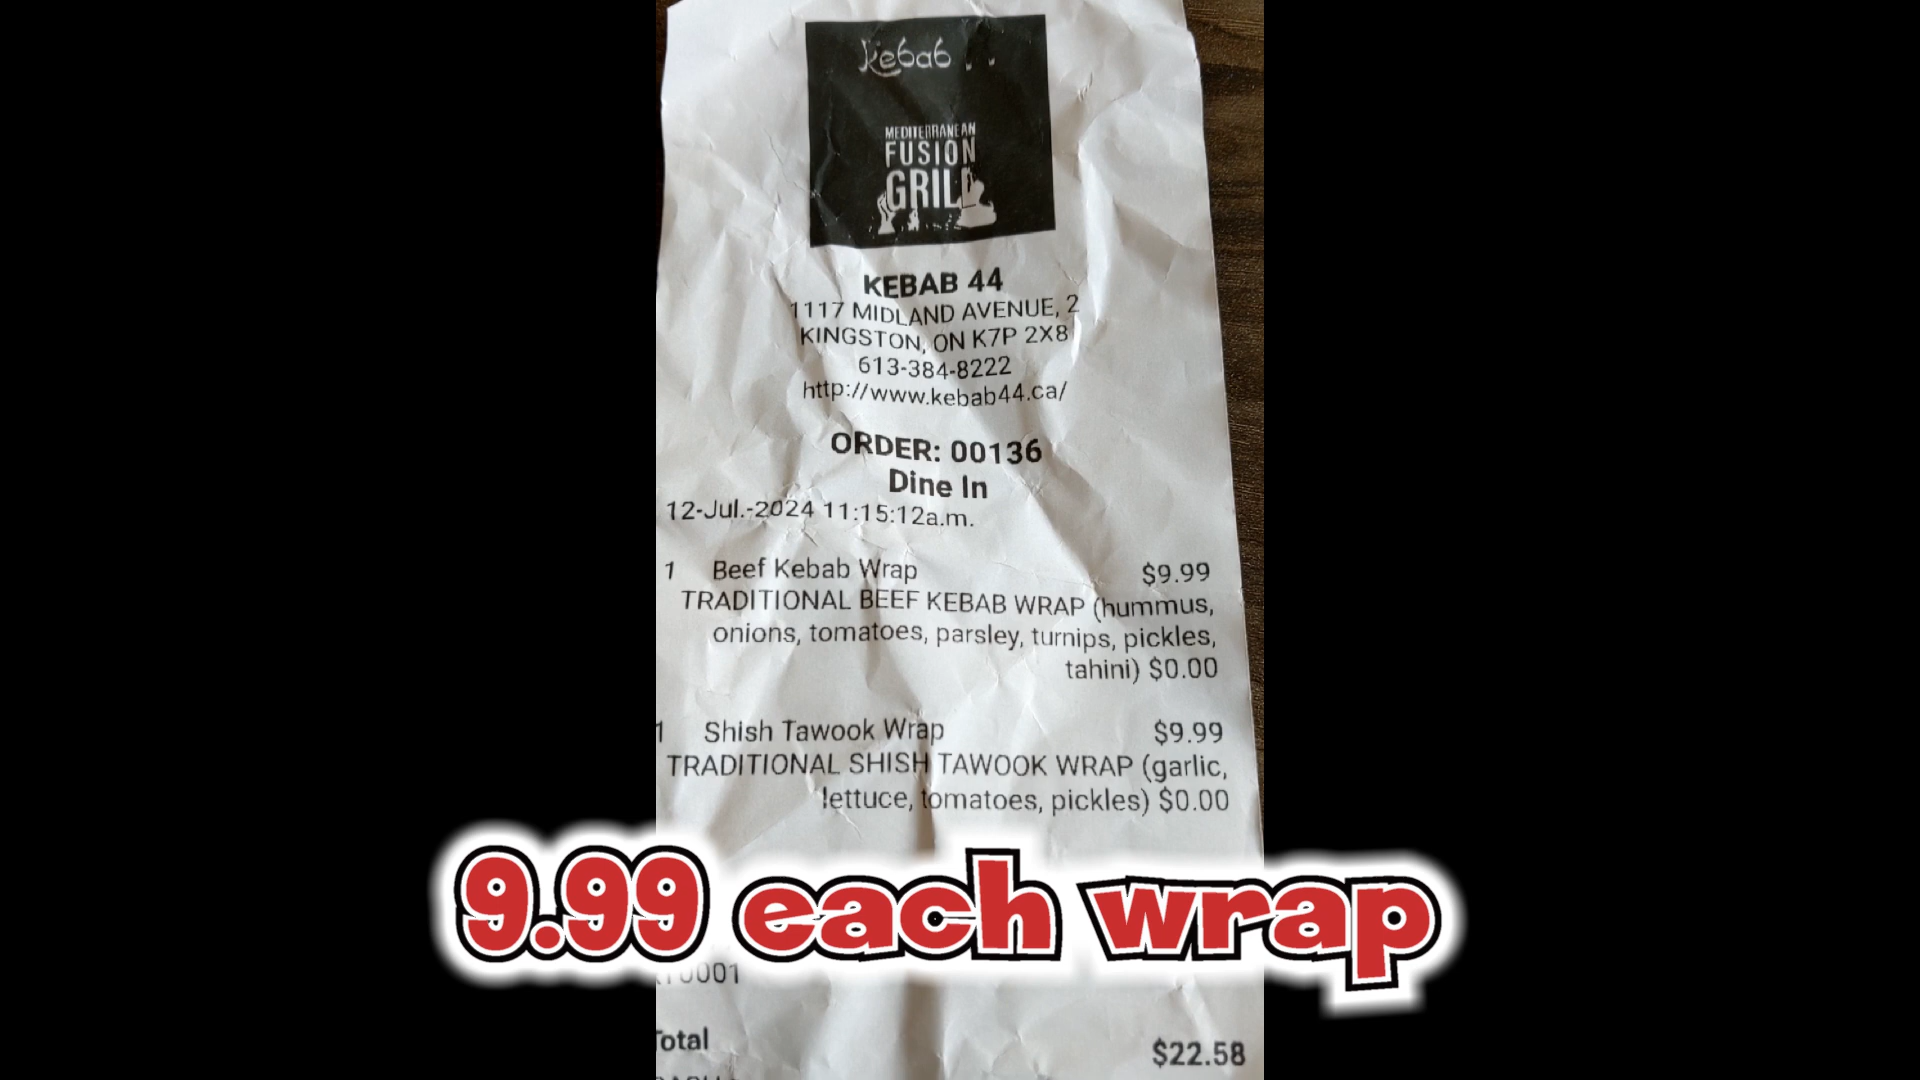 Kebab
MEDITERRANEAN
FUSION
GRILL
KEBAB 44
1117 MIDLAND AVENUE, 2
KINGSTON, ON K7P 2X8
613-384-8222
http://www.kebab44.ca/
ORDER: 00136
Dine In
12-Jul.-2024 11:15:12a.m.
1 Beef Kebab Wrap $9.99
TRADITIONAL BEEF KEBAB WRAP (hummus,
onions, tomatoes, parsley, turnips, pickles,
tahini) $0.00
1 Shish Tawook Wrap $9.99
TRADITIONAL SHISH TAWOOK WRAP (garlic,
lettuce, tomatoes, pickles) $0.00
9.99 each wrap
0001
Total $22.58